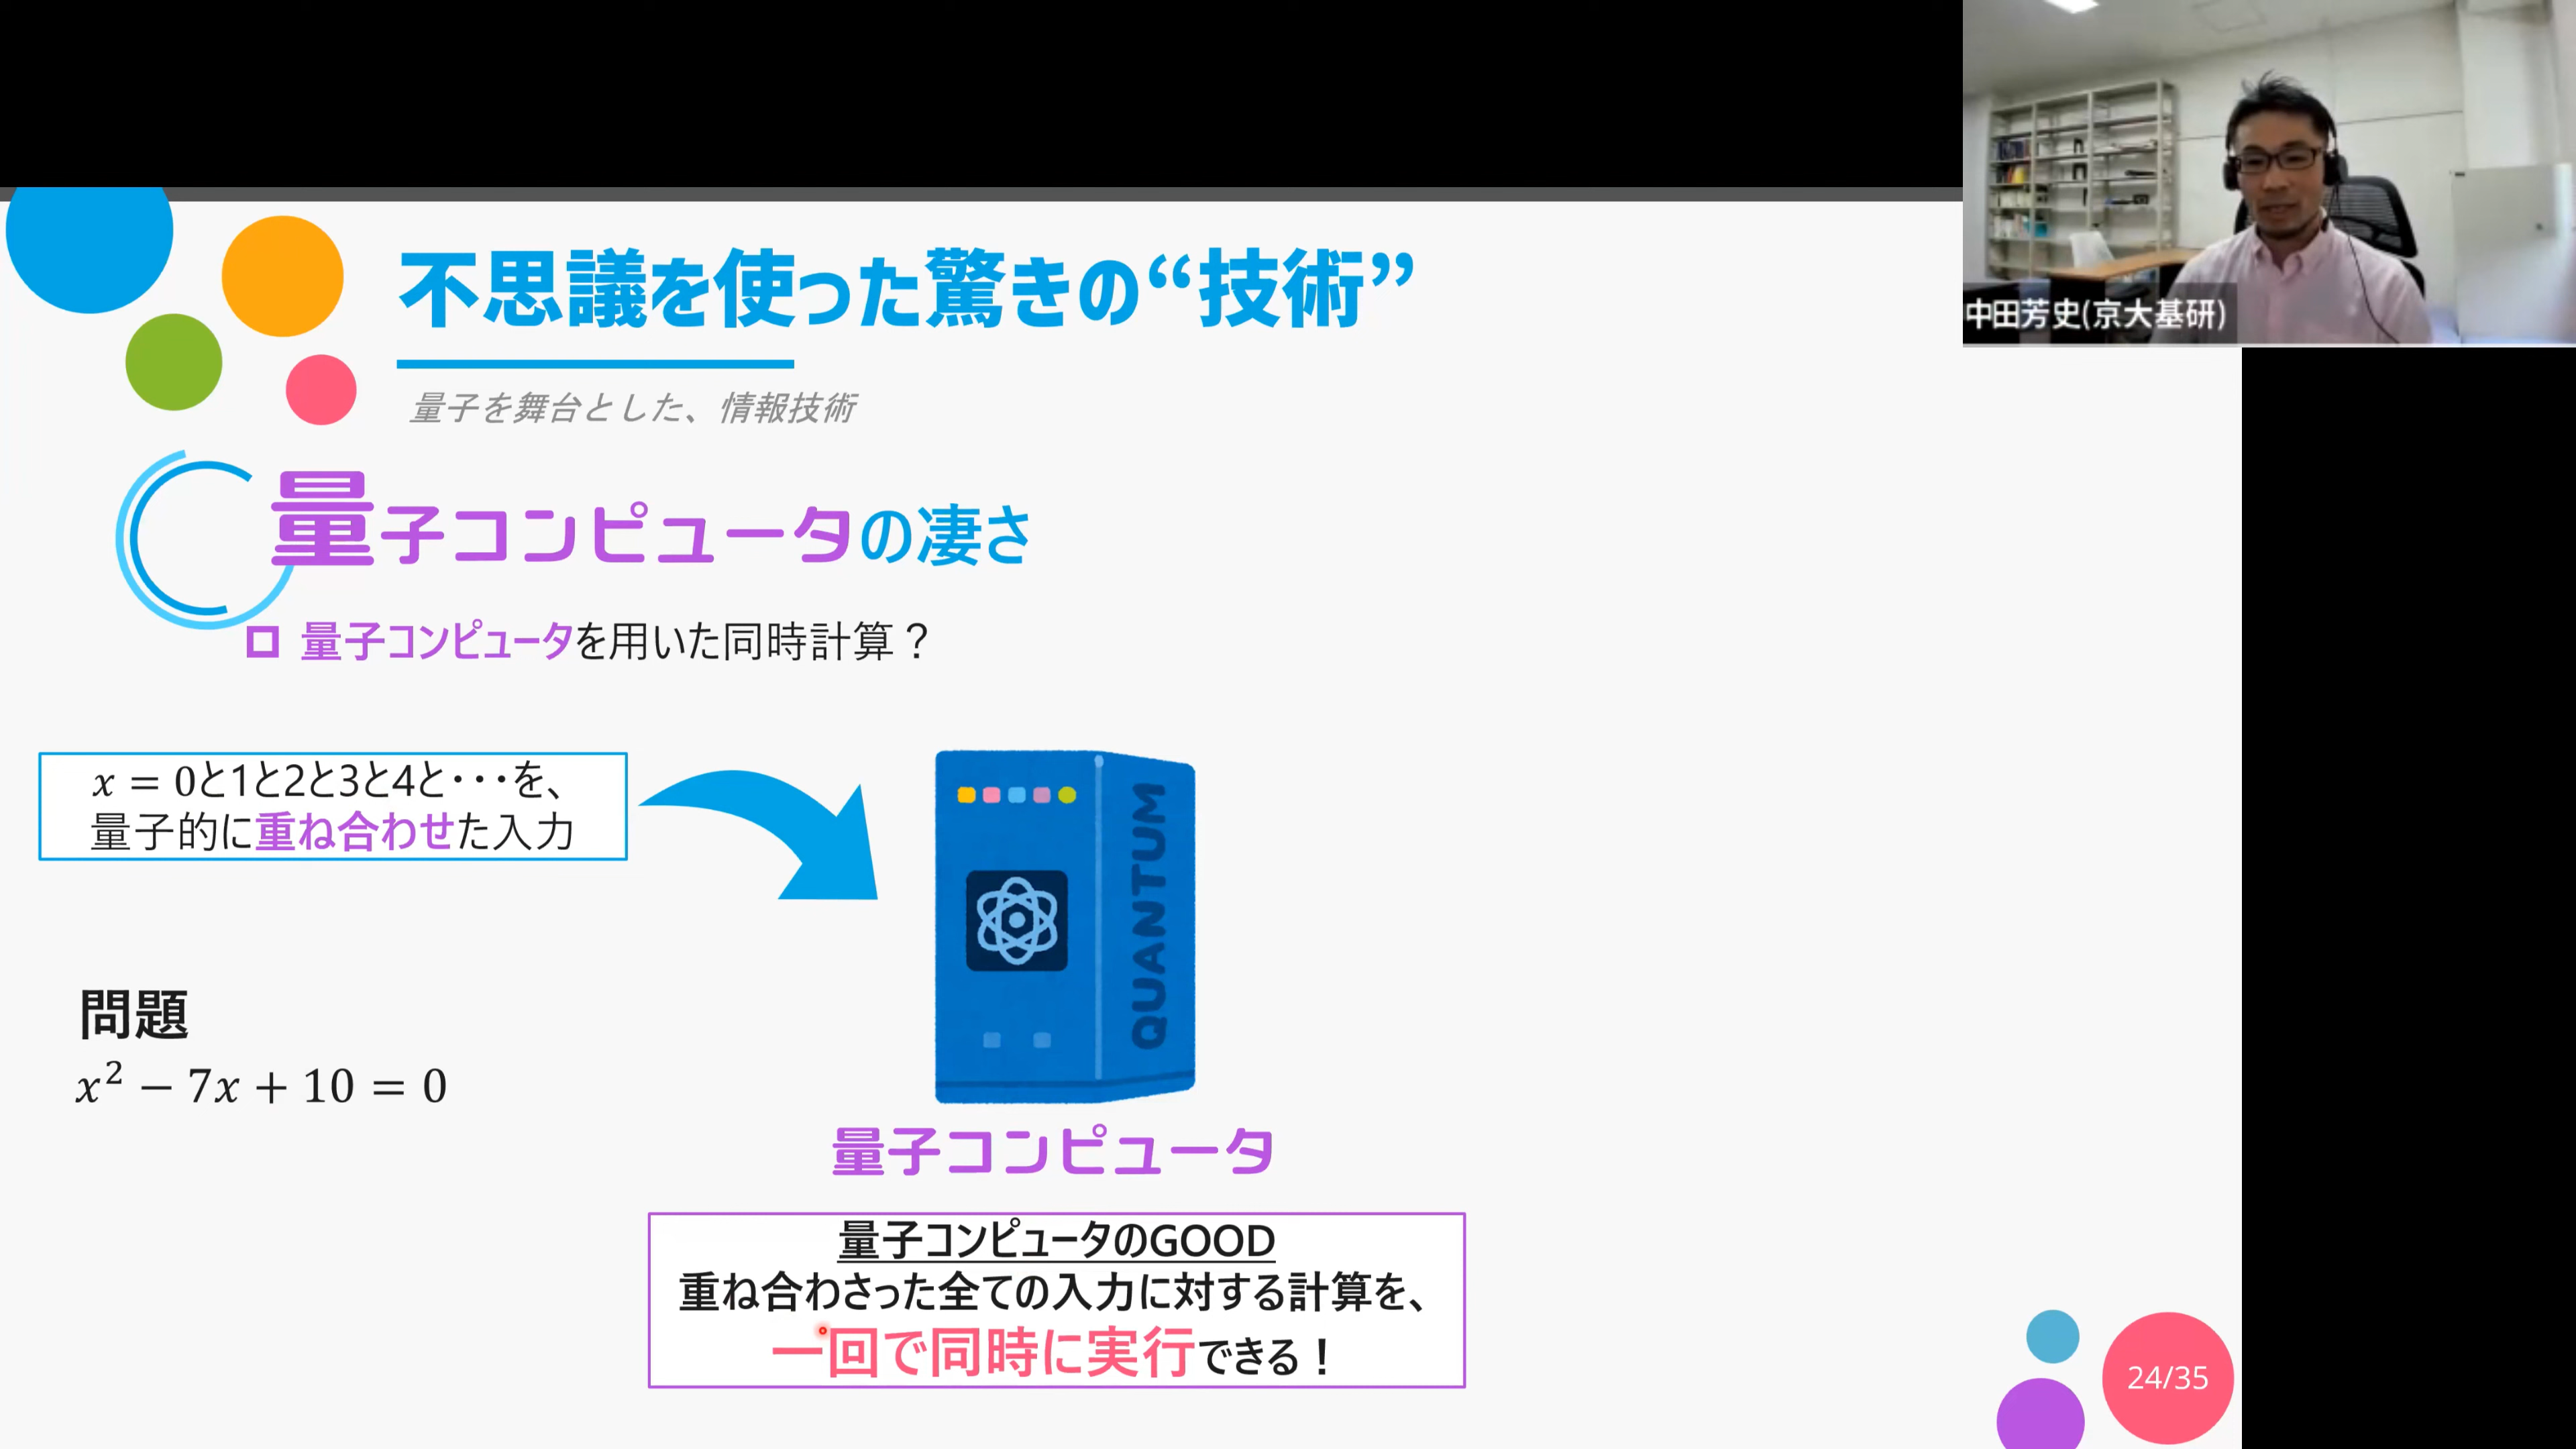 不思議を使った驚きの“技術”
量子を舞台とした、情報技術
中田芳史(京大基研)
量子コンピュータの凄さ
量子コンピュータを用いた同時計算？
x = 0と1と2と3と4と・・・を、
量子的に重ね合わせた入力
QUANTUM
問題
x² − 7x + 10 = 0
量子コンピュータ
量子コンピュータのGOOD
重ね合わさった全ての入力に対する計算を、
一回で同時に実行できる！
24/35